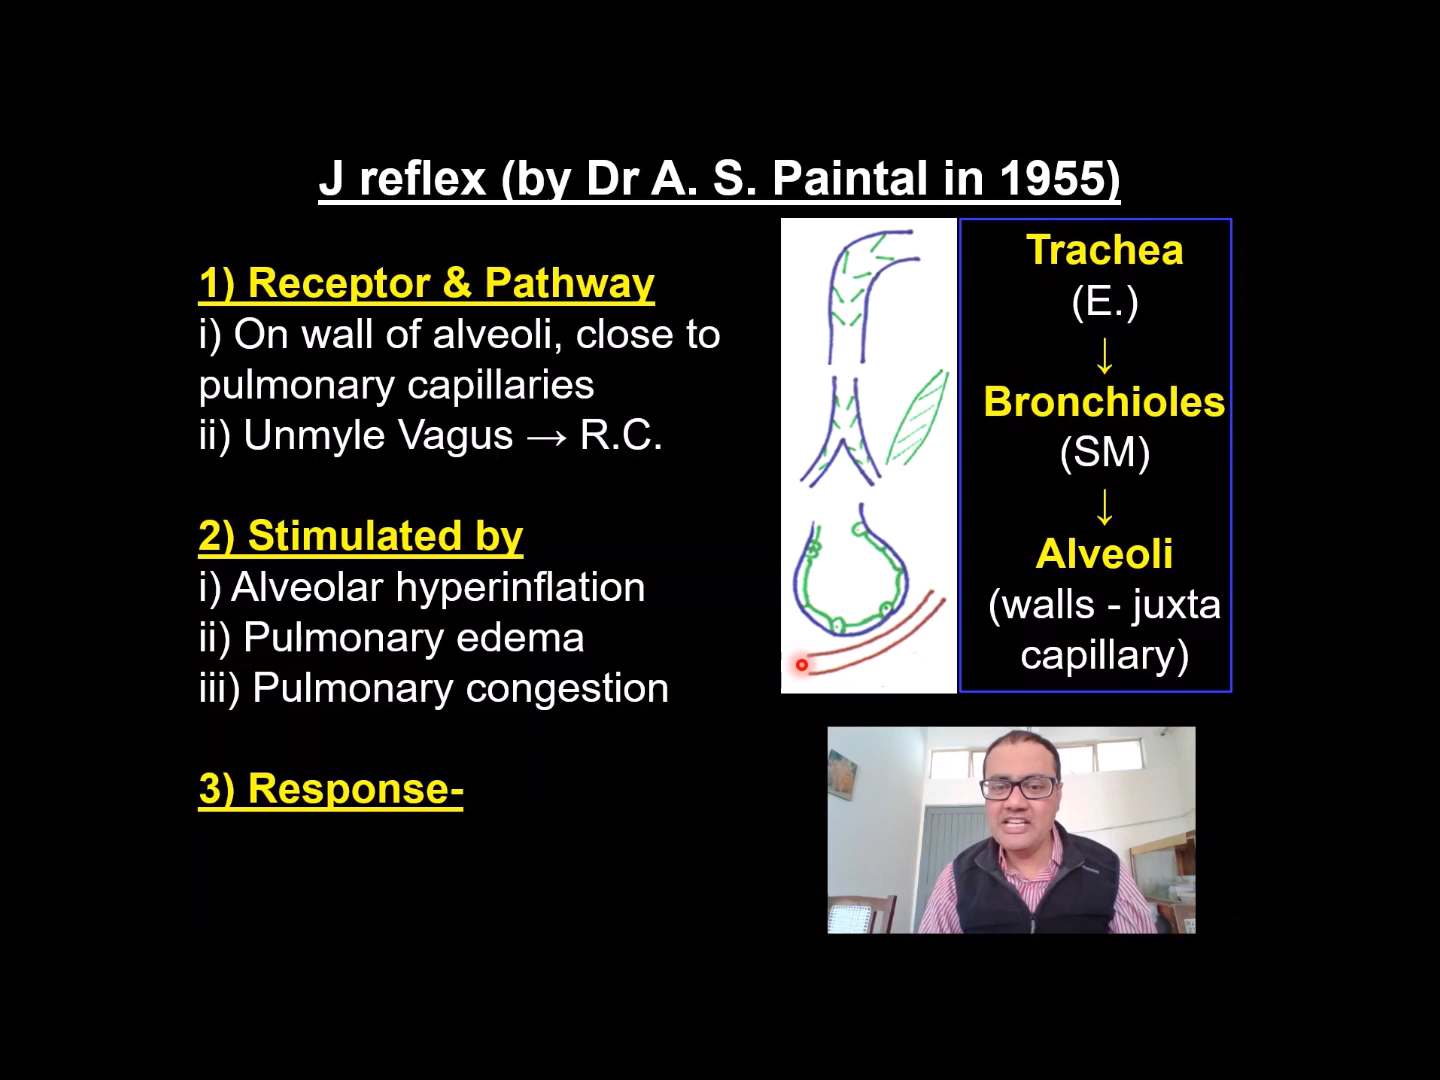 J reflex (by Dr A. S. Paintal in 1955)
1) Receptor & Pathway
i) On wall of alveoli, close to
pulmonary capillaries
ii) Unmyle Vagus → R.C.
2) Stimulated by
i) Alveolar hyperinflation
ii) Pulmonary edema
iii) Pulmonary congestion
3) Response-
Trachea
(E.)
↓
Bronchioles
(SM)
↓
Alveoli
(walls - juxta
capillary)